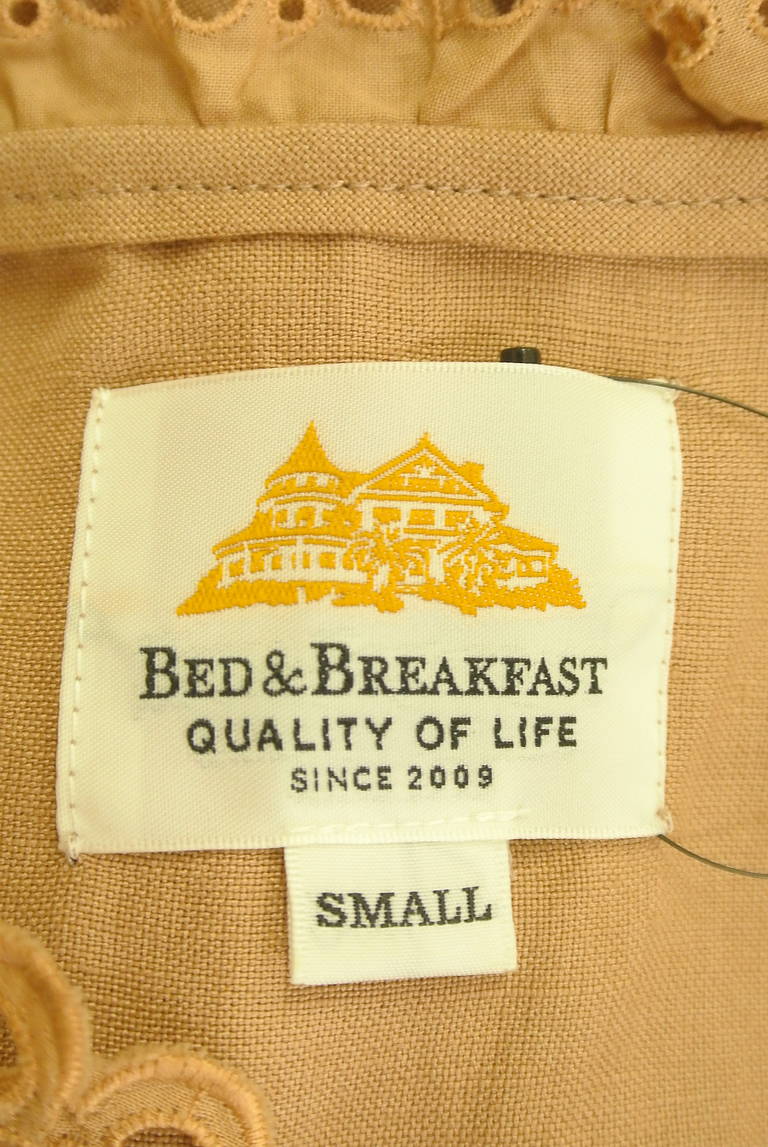 BED & BREAKFAST
QUALITY OF LIFE
SINCE 2009
SMALL